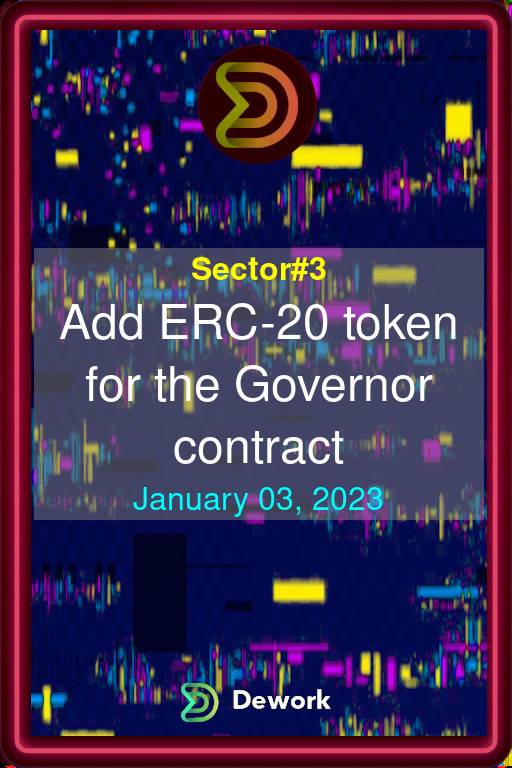 Sector#3
Add ERC-20 token
for the Governor
contract
January 03, 2023
Dework